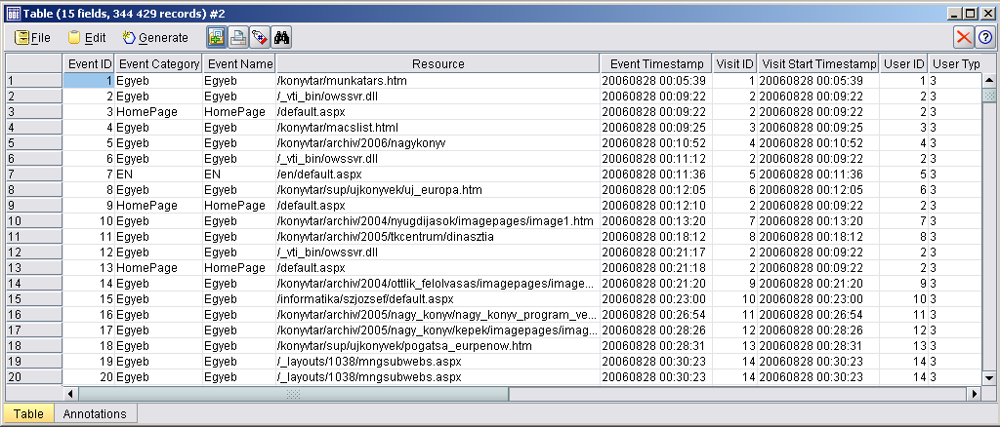 Table (15 fields, 344 429 records) #2
File Edit Generate
Event ID Event Category Event Name Resource Event Timestamp Visit ID Visit Start Timestamp User ID User Typ
1 1 Egyeb Egyeb /konyvtar/munkatars.htm 20060828 00:05:39 1 20060828 00:05:39 1 3
2 2 Egyeb Egyeb /_vti_bin/owssvr.dll 20060828 00:09:22 2 20060828 00:09:22 2 3
3 3 HomePage HomePage /default.aspx 20060828 00:09:22 2 20060828 00:09:22 2 3
4 4 Egyeb Egyeb /konyvtar/macslist.html 20060828 00:09:25 3 20060828 00:09:25 3 3
5 5 Egyeb Egyeb /konyvtar/archiv/2006/nagykonyv 20060828 00:10:52 4 20060828 00:10:52 4 3
6 6 Egyeb Egyeb /_vti_bin/owssvr.dll 20060828 00:11:12 2 20060828 00:09:22 2 3
7 7 EN EN /en/default.aspx 20060828 00:11:36 5 20060828 00:11:36 5 3
8 8 Egyeb Egyeb /konyvtar/sup/ujkonyvek/uj_europa.htm 20060828 00:12:05 6 20060828 00:12:05 6 3
9 9 HomePage HomePage /default.aspx 20060828 00:12:10 2 20060828 00:09:22 2 3
10 10 Egyeb Egyeb /konyvtar/archiv/2004/nyugdijasok/imagepages/image1.htm 20060828 00:13:20 7 20060828 00:13:20 7 3
11 11 Egyeb Egyeb /konyvtar/archiv/2005/tkcentrum/dinasztia 20060828 00:18:12 8 20060828 00:18:12 8 3
12 12 Egyeb Egyeb /_vti_bin/owssvr.dll 20060828 00:21:17 2 20060828 00:09:22 2 3
13 13 HomePage HomePage /default.aspx 20060828 00:21:18 2 20060828 00:09:22 2 3
14 14 Egyeb Egyeb /konyvtar/archiv/2004/ottlik_felolvasas/imagepages/image... 20060828 00:21:20 9 20060828 00:21:20 9 3
15 15 Egyeb Egyeb /informatika/szjozsef/default.aspx 20060828 00:23:00 10 20060828 00:23:00 10 3
16 16 Egyeb Egyeb /konyvtar/archiv/2005/nagy_konyv/nagy_konyv_program_ve... 20060828 00:26:54 11 20060828 00:26:54 11 3
17 17 Egyeb Egyeb /konyvtar/archiv/2005/nagy_konyv/kepek/imagepages/imag... 20060828 00:28:26 12 20060828 00:28:26 12 3
18 18 Egyeb Egyeb /konyvtar/sup/ujkonyvek/pogatsa_eurpenow.htm 20060828 00:28:31 13 20060828 00:28:31 13 3
19 19 Egyeb Egyeb /_layouts/1038/mngsubwebs.aspx 20060828 00:30:23 14 20060828 00:30:23 14 3
20 20 Egyeb Egyeb /_layouts/1038/mngsubwebs.aspx 20060828 00:30:23 14 20060828 00:30:23 14 3
Table Annotations